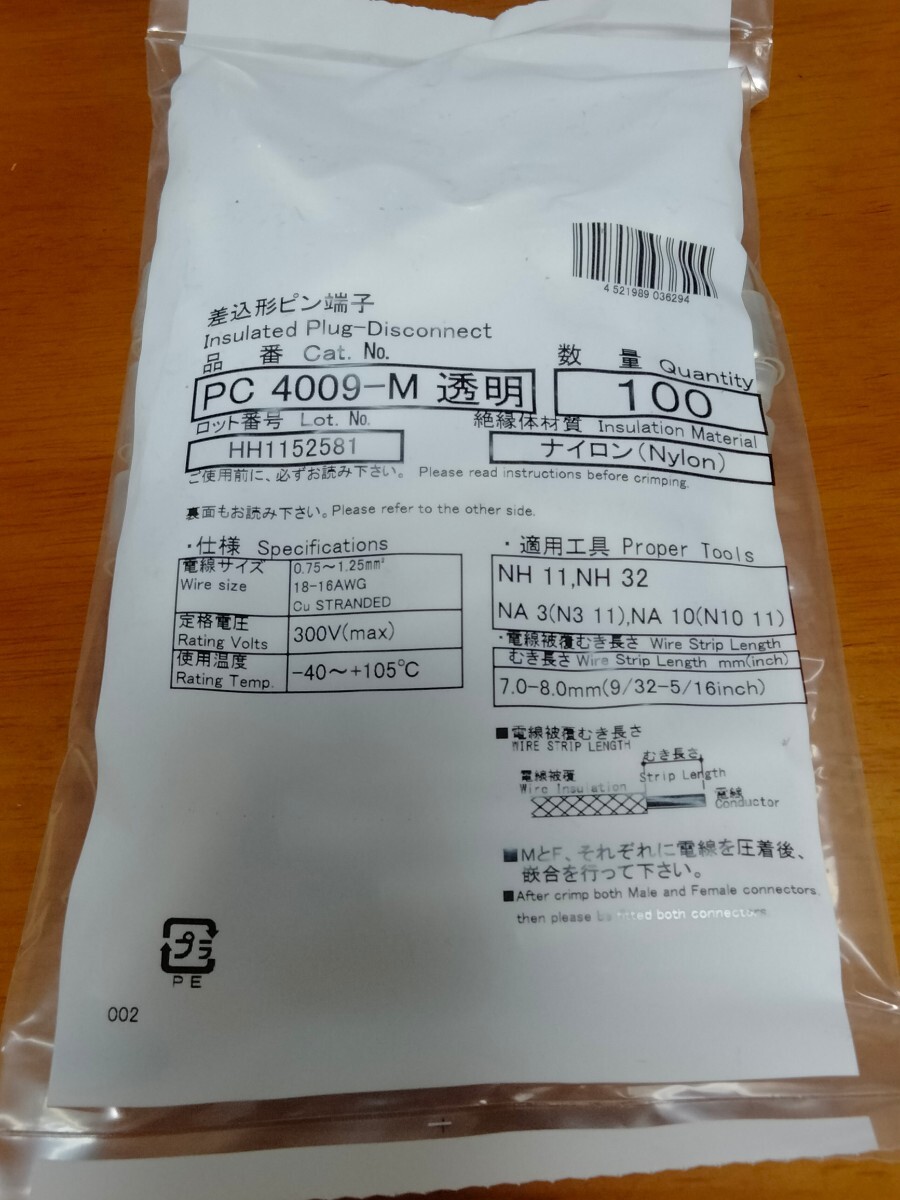 4 521989 036294
差込形ピン端子
Insulated Plug-Disconnect
品 番 Cat. No.
PC 4009-M 透明
数 量 Quantity
100
ロット番号 Lot. No.
HH1152581
絶縁体材質 Insulation Material
ナイロン(Nylon)
ご使用前に、必ずお読み下さい。 Please read instructions before crimping.
裏面もお読み下さい。Please refer to the other side.
・仕様 Specifications
電線サイズ
Wire size
0.75～1.25mm²
18-16AWG
Cu STRANDED
定格電圧
Rating Volts
300V(max)
使用温度
Rating Temp.
-40～+105℃
・適用工具 Proper Tools
NH 11,NH 32
NA 3(N3 11),NA 10(N10 11)
・電線被覆むき長さ Wire Strip Length
むき長さ Wire Strip Length mm(inch)
7.0-8.0mm(9/32-5/16inch)
■電線被覆むき長さ
WIRE STRIP LENGTH
むき長さ
Strip Length
電線被覆
Wire Insulation
電線
Conductor
■MとF、それぞれに電線を圧着後、
嵌合を行って下さい。
■After crimp both Male and Female connectors.
then please be fitted both connectors.
プラ
PE
002